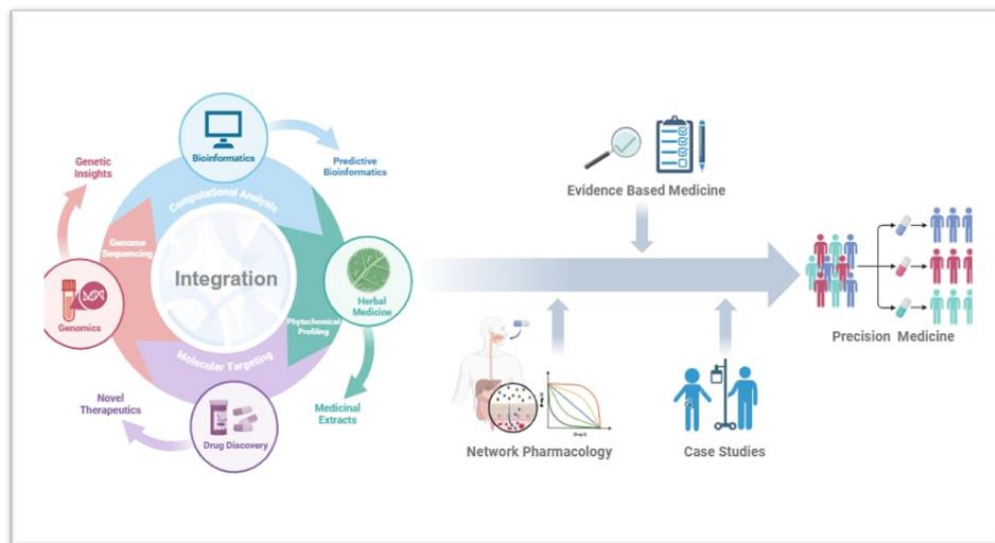 Bioinformatics
Predictive
Bioinformatics
Genetic
Insights
Computational Analysis
Genome
Sequencing
Integration
Herbal
Medicine
Phytochemical
Profiling
Genomics
Molecular Targeting
Novel
Therapeutics
Drug Discovery
Medicinal
Extracts
Evidence Based Medicine
Network Pharmacology
Case Studies
Precision Medicine